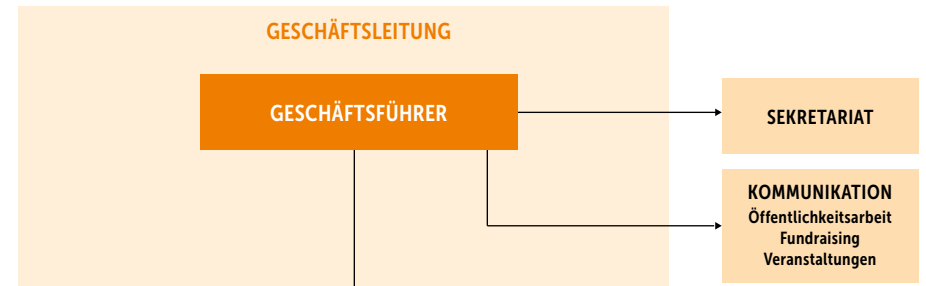 GESCHÄFTSLEITUNG
GESCHÄFTSFÜHRER
SEKRETARIAT
KOMMUNIKATION
Öffentlichkeitsarbeit
Fundraising
Veranstaltungen